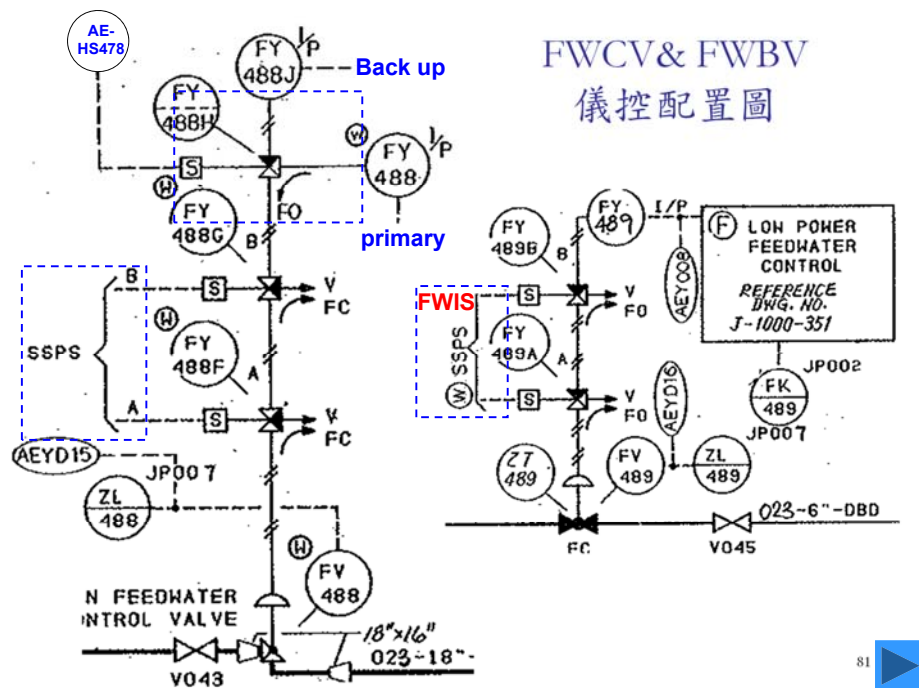 FWCV& FWBV
儀控配置圖
AE-
HS478
FY
488J
I/P
Back up
FY
488H
S
W
FY
488
I/P
primary
FO
W
FY
488G
B
B
S
V
FC
SSPS
W
FY
488F
A
A
S
V
FC
AEYD15
JP007
ZL
488
W
FV
488
N FEEDWATER
NTROL VALVE
V043
18"x16"
023-18"-
FY
489
I/P
AEY008
F
LOW POWER
FEEDWATER
CONTROL
REFERENCE
DWG. NO.
J-1000-351
JP002
FK
489
JP007
FY
489B
B
FWIS
S
V
FO
W SSPS
FY
489A
A
S
V
FO
AEYD16
ZT
489
FV
489
ZL
489
FC
V045
023-6"-DBD
81